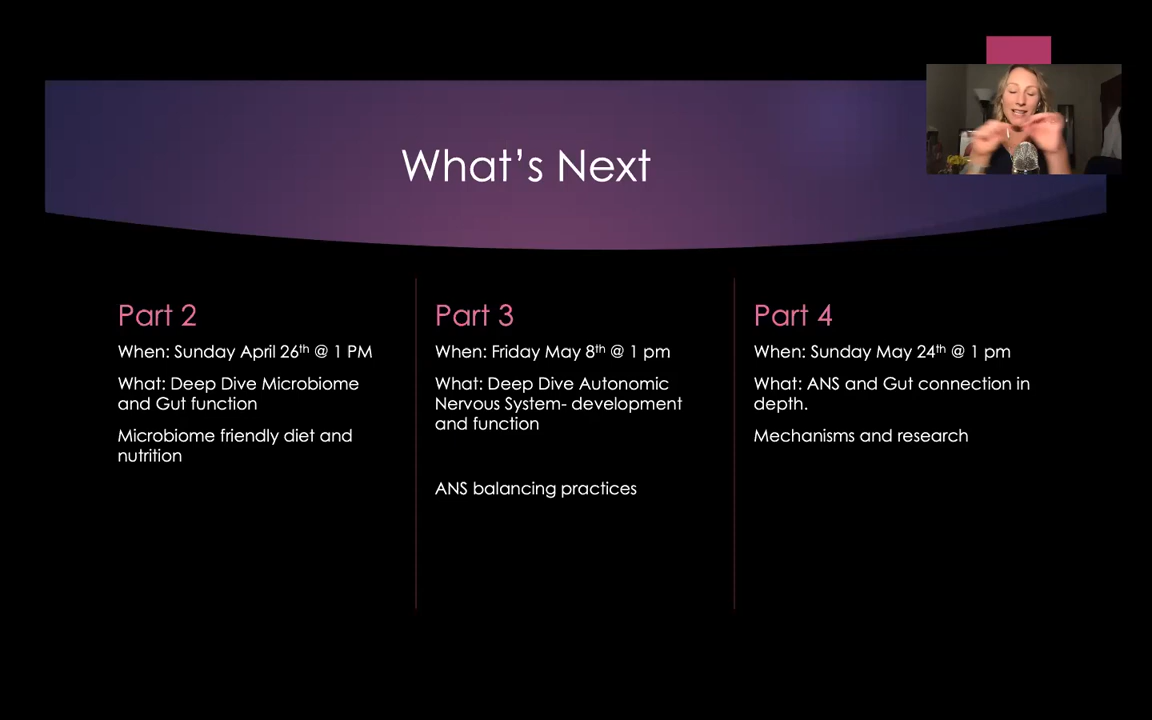 What's Next
Part 2
When: Sunday April 26th @ 1 PM
What: Deep Dive Microbiome
and Gut function
Microbiome friendly diet and
nutrition
Part 3
When: Friday May 8th @ 1 pm
What: Deep Dive Autonomic
Nervous System- development
and function
ANS balancing practices
Part 4
When: Sunday May 24th @ 1 pm
What: ANS and Gut connection in
depth.
Mechanisms and research